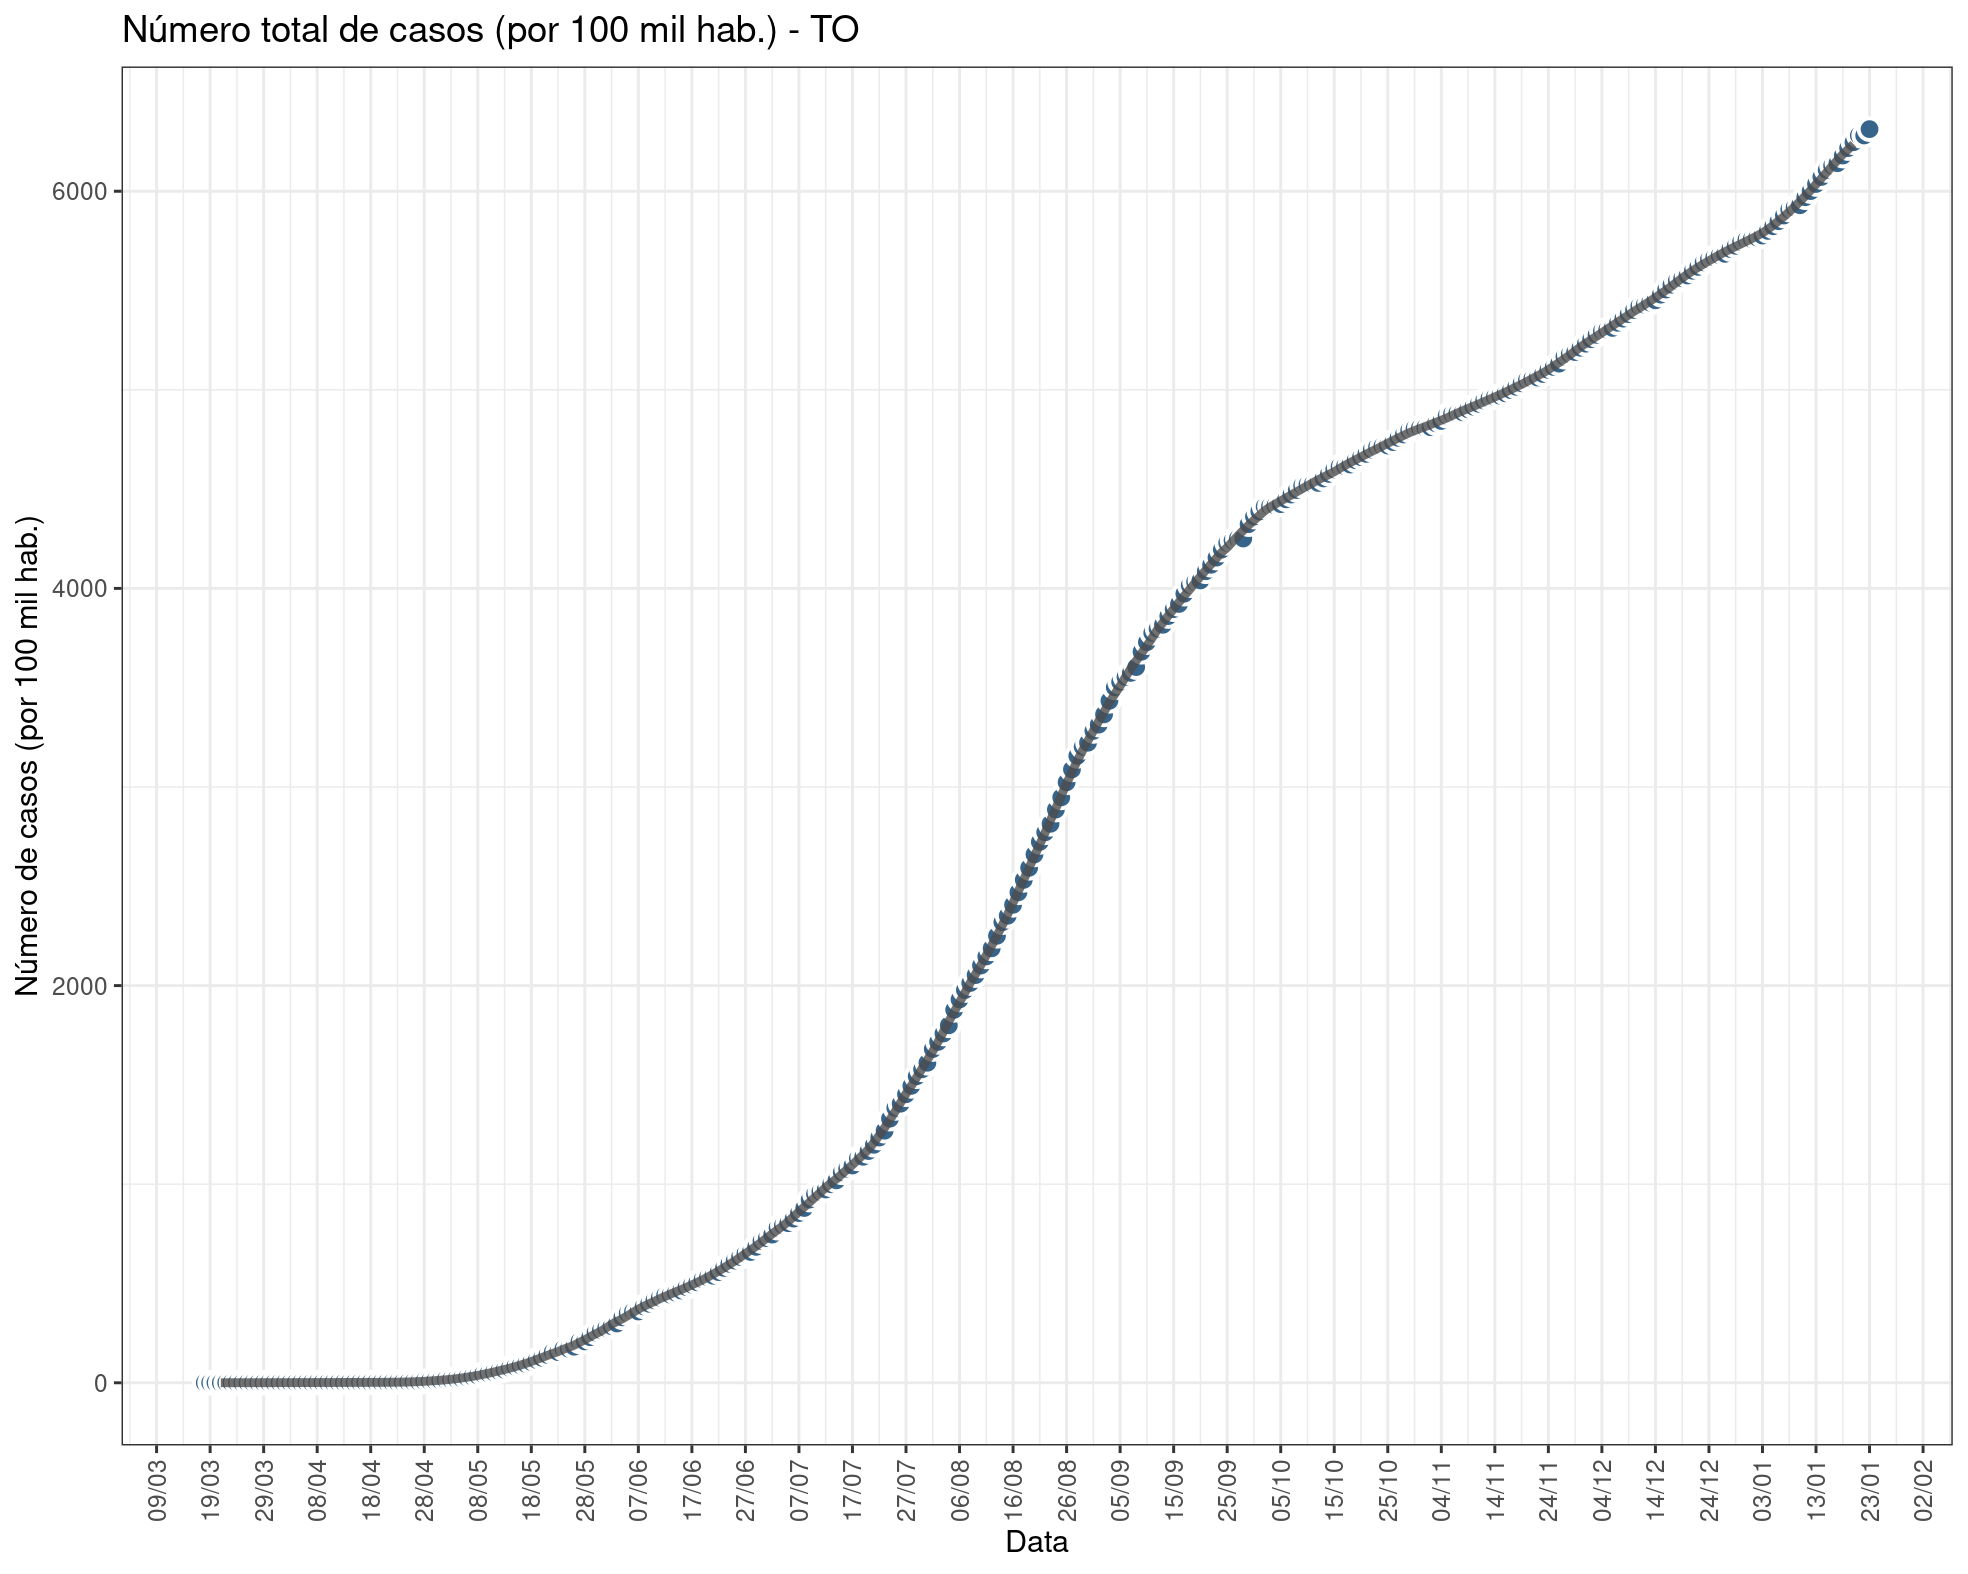 Número total de casos (por 100 mil hab.) - TO
Número de casos (por 100 mil hab.)
6000
4000
2000
0
09/03 19/03 29/03 08/04 18/04 28/04 08/05 18/05 28/05 07/06 17/06 27/06 07/07 17/07 27/07 06/08 16/08 26/08 05/09 15/09 25/09 05/10 15/10 25/10 04/11 14/11 24/11 04/12 14/12 24/12 03/01 13/01 23/01 02/02
Data